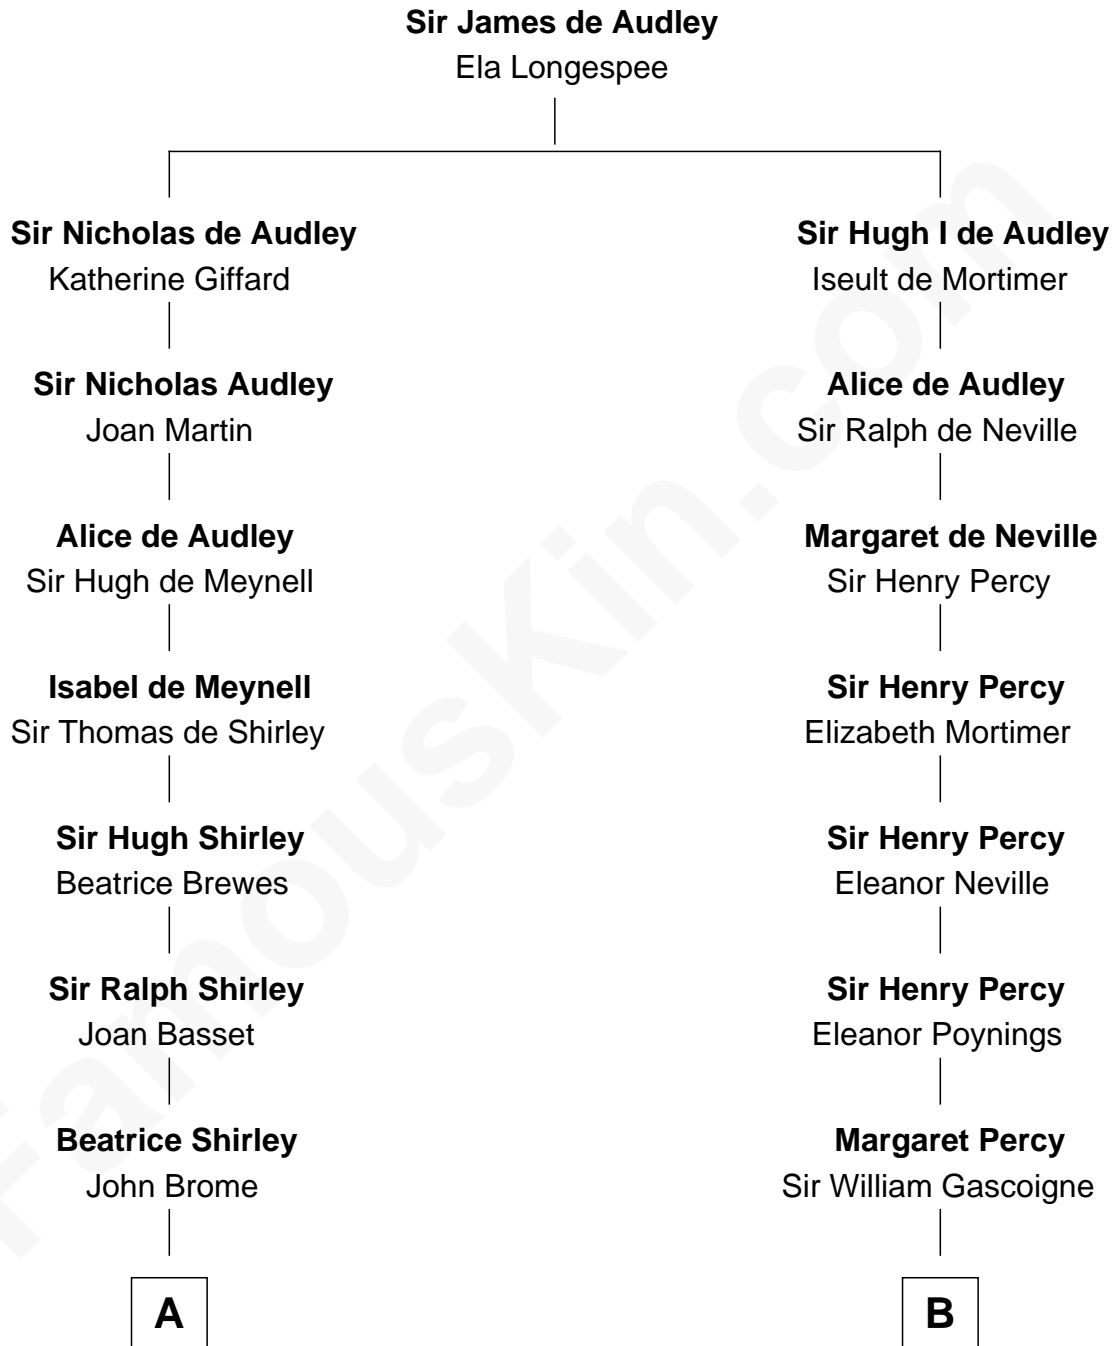 Sir James de Audley
Ela Longespee
Sir Nicholas de Audley
Katherine Giffard
Sir Hugh I de Audley
Iseult de Mortimer
Sir Nicholas Audley
Joan Martin
Alice de Audley
Sir Ralph de Neville
Alice de Audley
Sir Hugh de Meynell
Margaret de Neville
Sir Henry Percy
Isabel de Meynell
Sir Thomas de Shirley
Sir Henry Percy
Elizabeth Mortimer
Sir Hugh Shirley
Beatrice Brewes
Sir Henry Percy
Eleanor Neville
Sir Ralph Shirley
Joan Basset
Sir Henry Percy
Eleanor Poynings
Beatrice Shirley
John Brome
Margaret Percy
Sir William Gascoigne
A
B
FamousKin.com